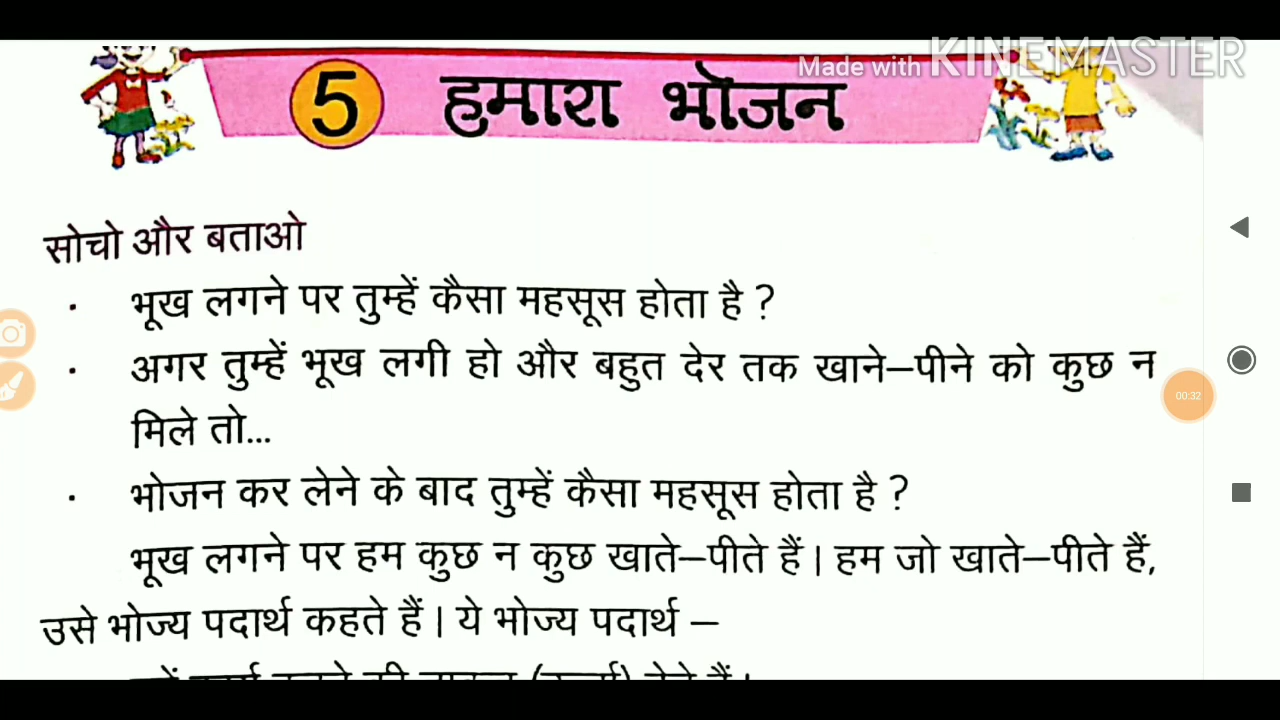 Made with KINEMASTER
5 हमारा भोजन
सोचो और बताओ
· भूख लगने पर तुम्हें कैसा महसूस होता है ?
· अगर तुम्हें भूख लगी हो और बहुत देर तक खाने–पीने को कुछ न
मिले तो...
00:32
· भोजन कर लेने के बाद तुम्हें कैसा महसूस होता है ?
भूख लगने पर हम कुछ न कुछ खाते–पीते हैं | हम जो खाते–पीते हैं,
उसे भोज्य पदार्थ कहते हैं | ये भोज्य पदार्थ –